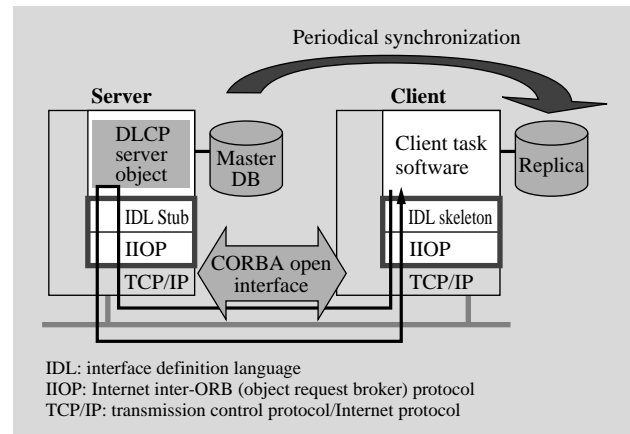 Periodical synchronization
Server
Client
DLCP
server
object
Master
DB
Client task
software
Replica
IDL Stub
IIOP
TCP/IP
CORBA open
interface
IDL skeleton
IIOP
TCP/IP
IDL: interface definition language
IIOP: Internet inter-ORB (object request broker) protocol
TCP/IP: transmission control protocol/Internet protocol